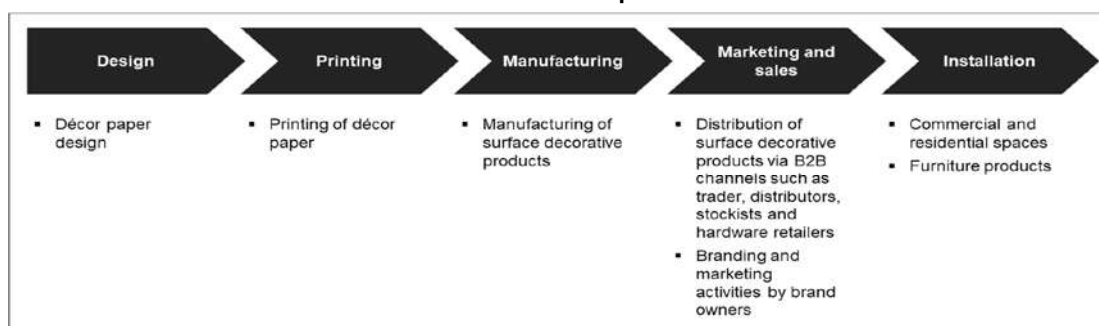 Design
Printing
Manufacturing
Marketing and
sales
Installation
▪ Décor paper
design
▪ Printing of décor
paper
▪ Manufacturing of
surface decorative
products
▪ Distribution of
surface decorative
products via B2B
channels such as
trader, distributors,
stockists and
hardware retailers
▪ Branding and
marketing
activities by brand
owners
▪ Commercial and
residential spaces
▪ Furniture products